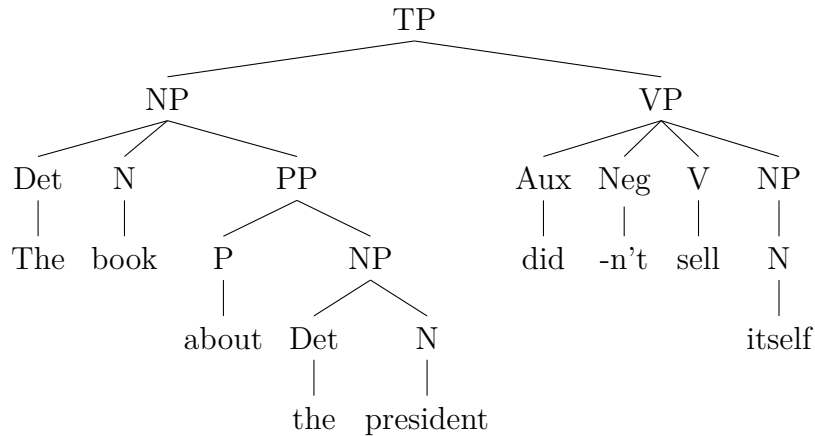 TP
NP VP
Det N PP Aux Neg V NP
The book P NP did -n't sell N
about Det N itself
the president